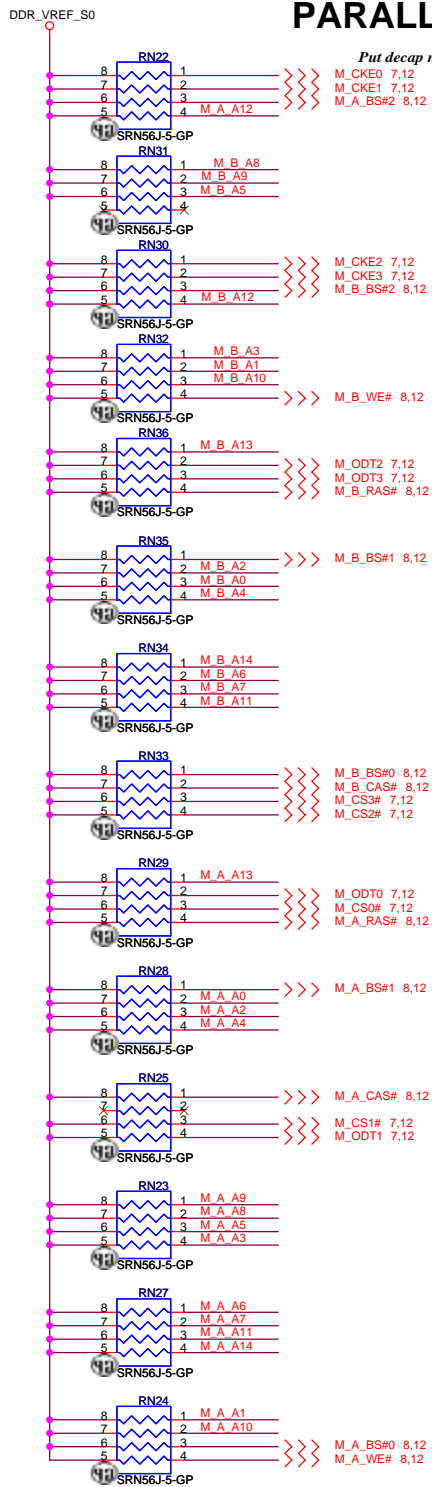 DDR_VREF_S0
PARALL
Put decap n
RN22
8 1 M_CKE0 7,12
7 2 M_CKE1 7,12
6 3 M_A_BS#2 8,12
5 4 M_A_A12
SRN56J-5-GP
RN31
8 1 M_B_A8
7 2 M_B_A9
6 3 M_B_A5
5 4
SRN56J-5-GP
RN30
8 1 M_CKE2 7,12
7 2 M_CKE3 7,12
6 3 M_B_BS#2 8,12
5 4 M_B_A12
SRN56J-5-GP
RN32
8 1 M_B_A3
7 2 M_B_A1
6 3 M_B_A10
5 4 M_B_WE# 8,12
SRN56J-5-GP
RN36
8 1 M_B_A13
7 2 M_ODT2 7,12
6 3 M_ODT3 7,12
5 4 M_B_RAS# 8,12
SRN56J-5-GP
RN35
8 1 M_B_BS#1 8,12
7 2 M_B_A2
6 3 M_B_A0
5 4 M_B_A4
SRN56J-5-GP
RN34
8 1 M_B_A14
7 2 M_B_A6
6 3 M_B_A7
5 4 M_B_A11
SRN56J-5-GP
RN33
8 1 M_B_BS#0 8,12
7 2 M_B_CAS# 8,12
6 3 M_CS3# 7,12
5 4 M_CS2# 7,12
SRN56J-5-GP
RN29
8 1 M_A_A13
7 2 M_ODT0 7,12
6 3 M_CS0# 7,12
5 4 M_A_RAS# 8,12
SRN56J-5-GP
RN28
8 1 M_A_BS#1 8,12
7 2 M_A_A0
6 3 M_A_A2
5 4 M_A_A4
SRN56J-5-GP
RN25
8 1 M_A_CAS# 8,12
7 2
6 3 M_CS1# 7,12
5 4 M_ODT1 7,12
SRN56J-5-GP
RN23
8 1 M_A_A9
7 2 M_A_A8
6 3 M_A_A5
5 4 M_A_A3
SRN56J-5-GP
RN27
8 1 M_A_A6
7 2 M_A_A7
6 3 M_A_A11
5 4 M_A_A14
SRN56J-5-GP
RN24
8 1 M_A_A1
7 2 M_A_A10
6 3 M_A_BS#0 8,12
5 4 M_A_WE# 8,12
SRN56J-5-GP